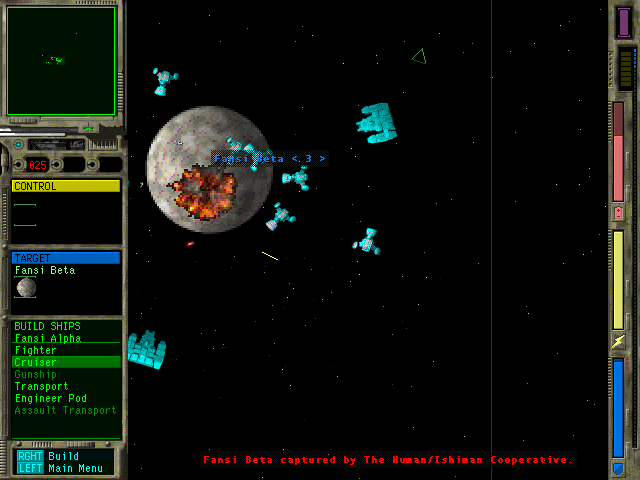 Fansi Beta < 3 >
025
CONTROL
TARGET
Fansi Beta
BUILD SHIPS
Fansi Alpha
Fighter
Cruiser
Gunship
Transport
Engineer Pod
Assault Transport
RGHT Build
LEFT Main Menu
Fansi Beta captured by The Human/Ishiman Cooperative.